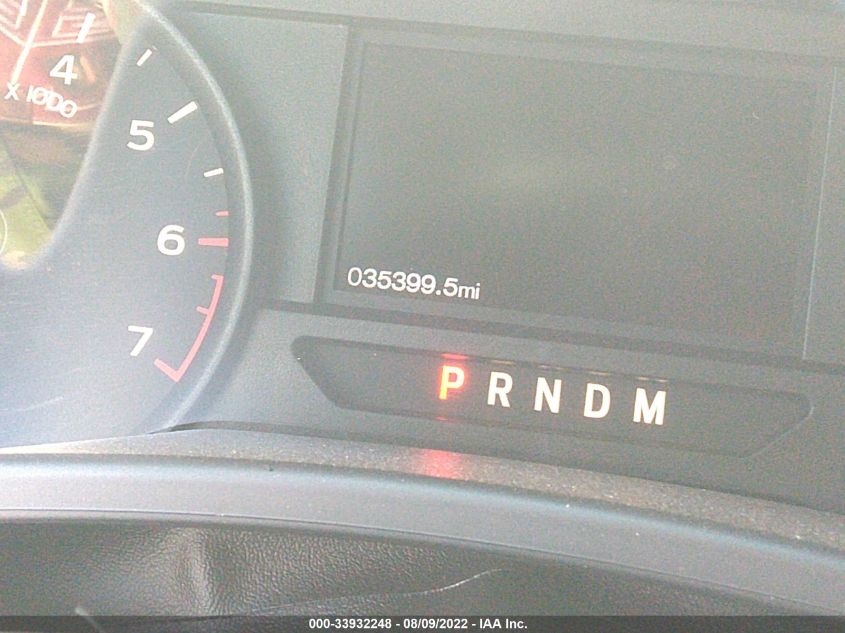 4
X 1000
5
6
7
035399.5mi
P R N D M
000-33932248 - 08/09/2022 - IAA Inc.